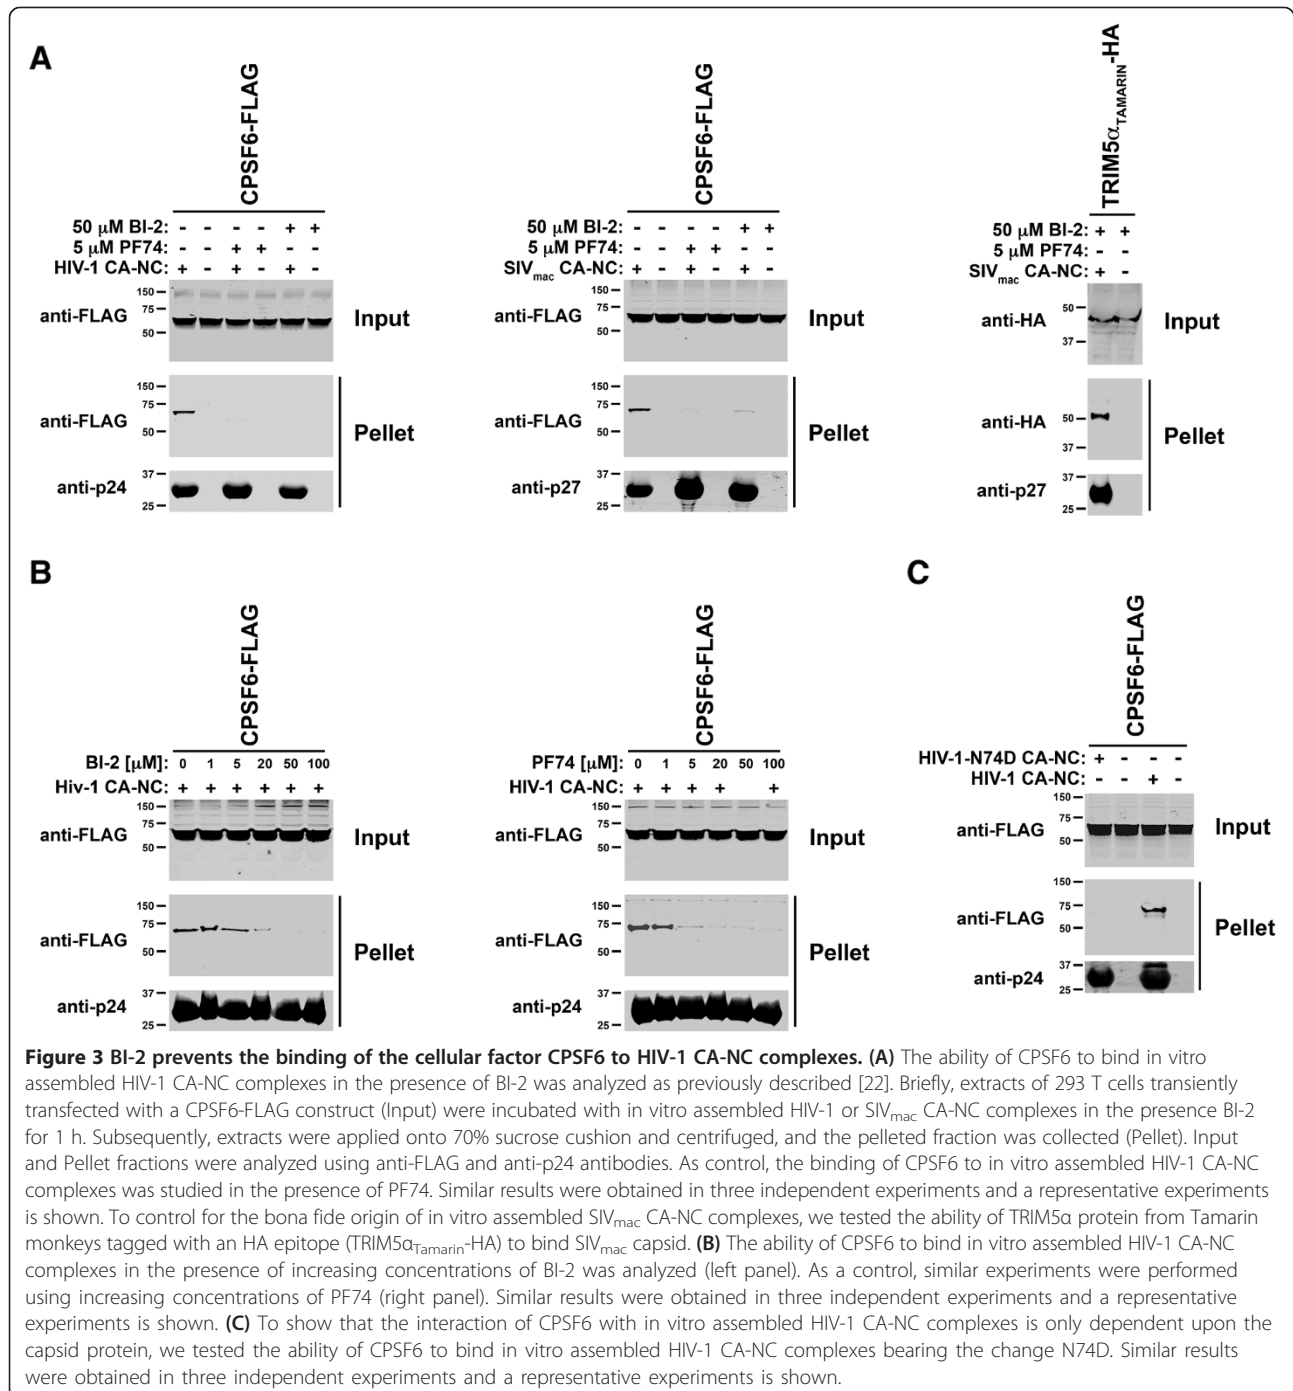 A
CPSF6-FLAG
50 μM BI-2: - - - - + +
5 μM PF74: - - + + - -
HIV-1 CA-NC: + - + - + -
anti-FLAG
150
75
50
Input
anti-FLAG
150
75
50
Pellet
anti-p24
37
25
CPSF6-FLAG
50 μM BI-2: - - - - + +
5 μM PF74: - - + + - -
SIVmac CA-NC: + - + - + -
anti-FLAG
150
75
50
Input
anti-FLAG
150
75
50
Pellet
anti-p27
37
25
TRIM5αTAMARIN-HA
50 μM BI-2: + +
5 μM PF74: - -
SIVmac CA-NC: + -
anti-HA
50
37
Input
anti-HA
50
37
Pellet
anti-p27
37
25
B
CPSF6-FLAG
BI-2 [μM] 0 1 5 20 50 100
Hiv-1 CA-NC: + + + + + +
anti-FLAG
150
75
50
Input
anti-FLAG
150
75
50
Pellet
anti-p24
37
25
CPSF6-FLAG
PF74 [μM] 0 1 5 20 50 100
HIV-1 CA-NC: + + + + +
anti-FLAG
150
75
50
Input
anti-FLAG
150
75
50
Pellet
anti-p24
37
25
C
CPSF6-FLAG
HIV-1-N74D CA-NC: + - - -
HIV-1 CA-NC: - - + -
anti-FLAG
150
75
50
Input
anti-FLAG
150
75
50
Pellet
anti-p24
37
25
Figure 3 BI-2 prevents the binding of the cellular factor CPSF6 to HIV-1 CA-NC complexes. (A) The ability of CPSF6 to bind in vitro
assembled HIV-1 CA-NC complexes in the presence of BI-2 was analyzed as previously described [22]. Briefly, extracts of 293 T cells transiently
transfected with a CPSF6-FLAG construct (Input) were incubated with in vitro assembled HIV-1 or SIVmac CA-NC complexes in the presence BI-2
for 1 h. Subsequently, extracts were applied onto 70% sucrose cushion and centrifuged, and the pelleted fraction was collected (Pellet). Input
and Pellet fractions were analyzed using anti-FLAG and anti-p24 antibodies. As control, the binding of CPSF6 to in vitro assembled HIV-1 CA-NC
complexes was studied in the presence of PF74. Similar results were obtained in three independent experiments and a representative experiments
is shown. To control for the bona fide origin of in vitro assembled SIVmac CA-NC complexes, we tested the ability of TRIM5α protein from Tamarin
monkeys tagged with an HA epitope (TRIM5αTamarin-HA) to bind SIVmac capsid. (B) The ability of CPSF6 to bind in vitro assembled HIV-1 CA-NC
complexes in the presence of increasing concentrations of BI-2 was analyzed (left panel). As a control, similar experiments were performed
using increasing concentrations of PF74 (right panel). Similar results were obtained in three independent experiments and a representative
experiments is shown. (C) To show that the interaction of CPSF6 with in vitro assembled HIV-1 CA-NC complexes is only dependent upon the
capsid protein, we tested the ability of CPSF6 to bind in vitro assembled HIV-1 CA-NC complexes bearing the change N74D. Similar results
were obtained in three independent experiments and a representative experiments is shown.